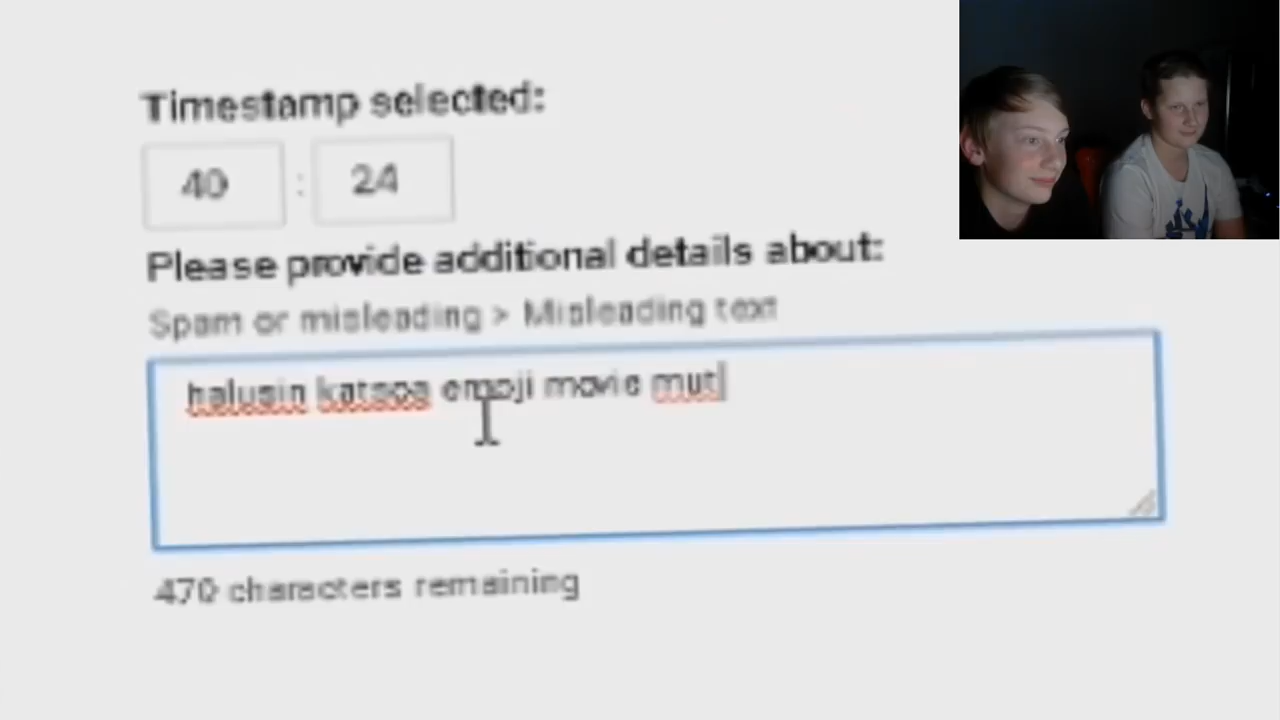 Timestamp selected:
40 : 24
Please provide additional details about:
Spam or misleading > Misleading text
halusin katsoa emoji movie mut
470 characters remaining